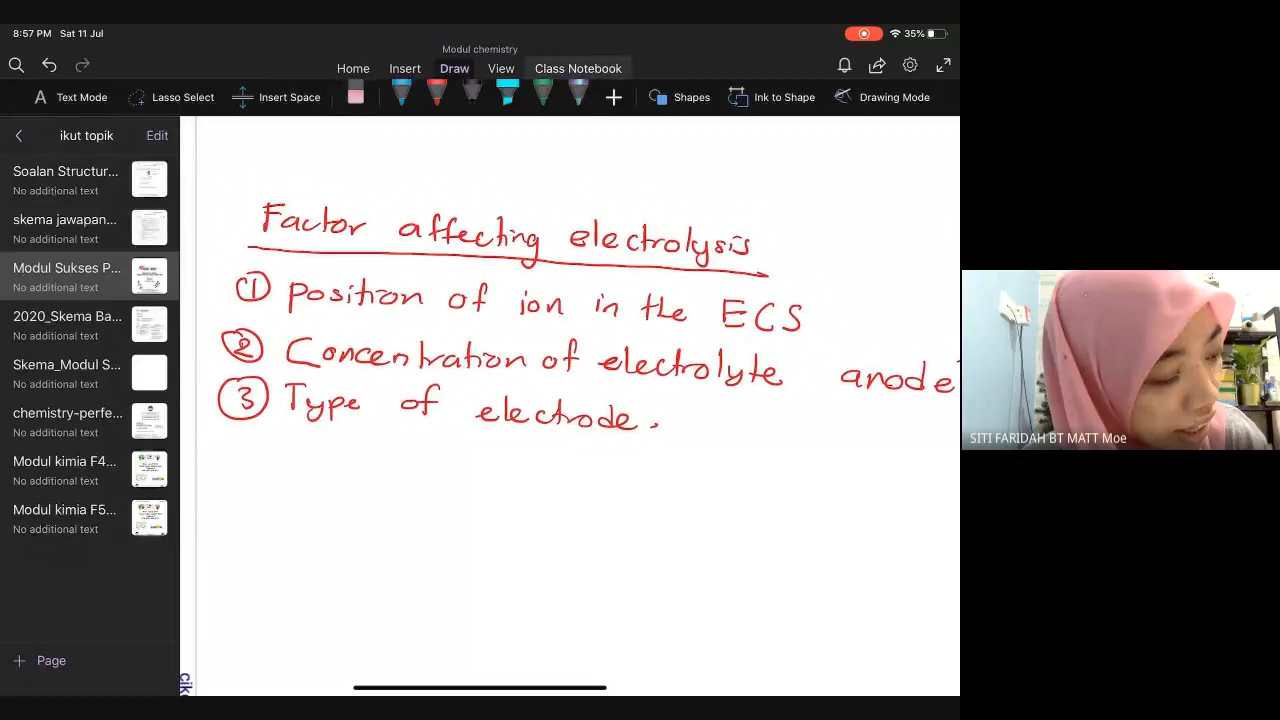 8:57 PM Sat 11 Jul
35%
Modul chemistry
Home Insert Draw View Class Notebook
Text Mode Lasso Select Insert Space Shapes Ink to Shape Drawing Mode
ikut topik Edit
Soalan Structur...
No additional text
skema jawapan...
No additional text
Modul Sukses P...
No additional text
2020_Skema Ba...
No additional text
Skema_Modul S...
No additional text
chemistry-perfe...
No additional text
Modul kimia F4...
No additional text
Modul kimia F5...
No additional text
Page
Factor affecting electrolysis
① position of ion in the ECS
② Concentration of electrolyte anode
③ Type of electrode.
cik
SITI FARIDAH BT MATT Moe